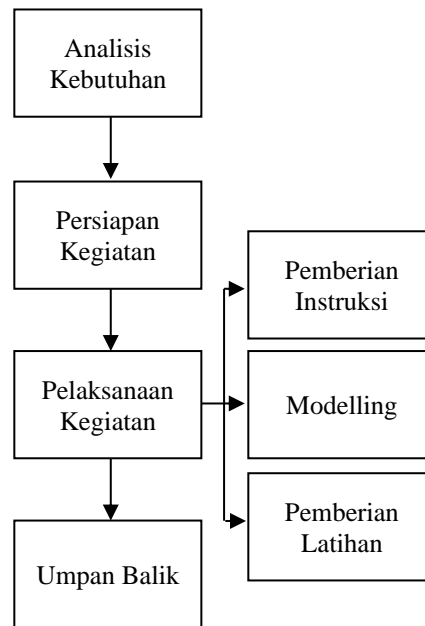 Analisis
Kebutuhan
Persiapan
Kegiatan
Pelaksanaan
Kegiatan
Umpan Balik
Pemberian
Instruksi
Modelling
Pemberian
Latihan